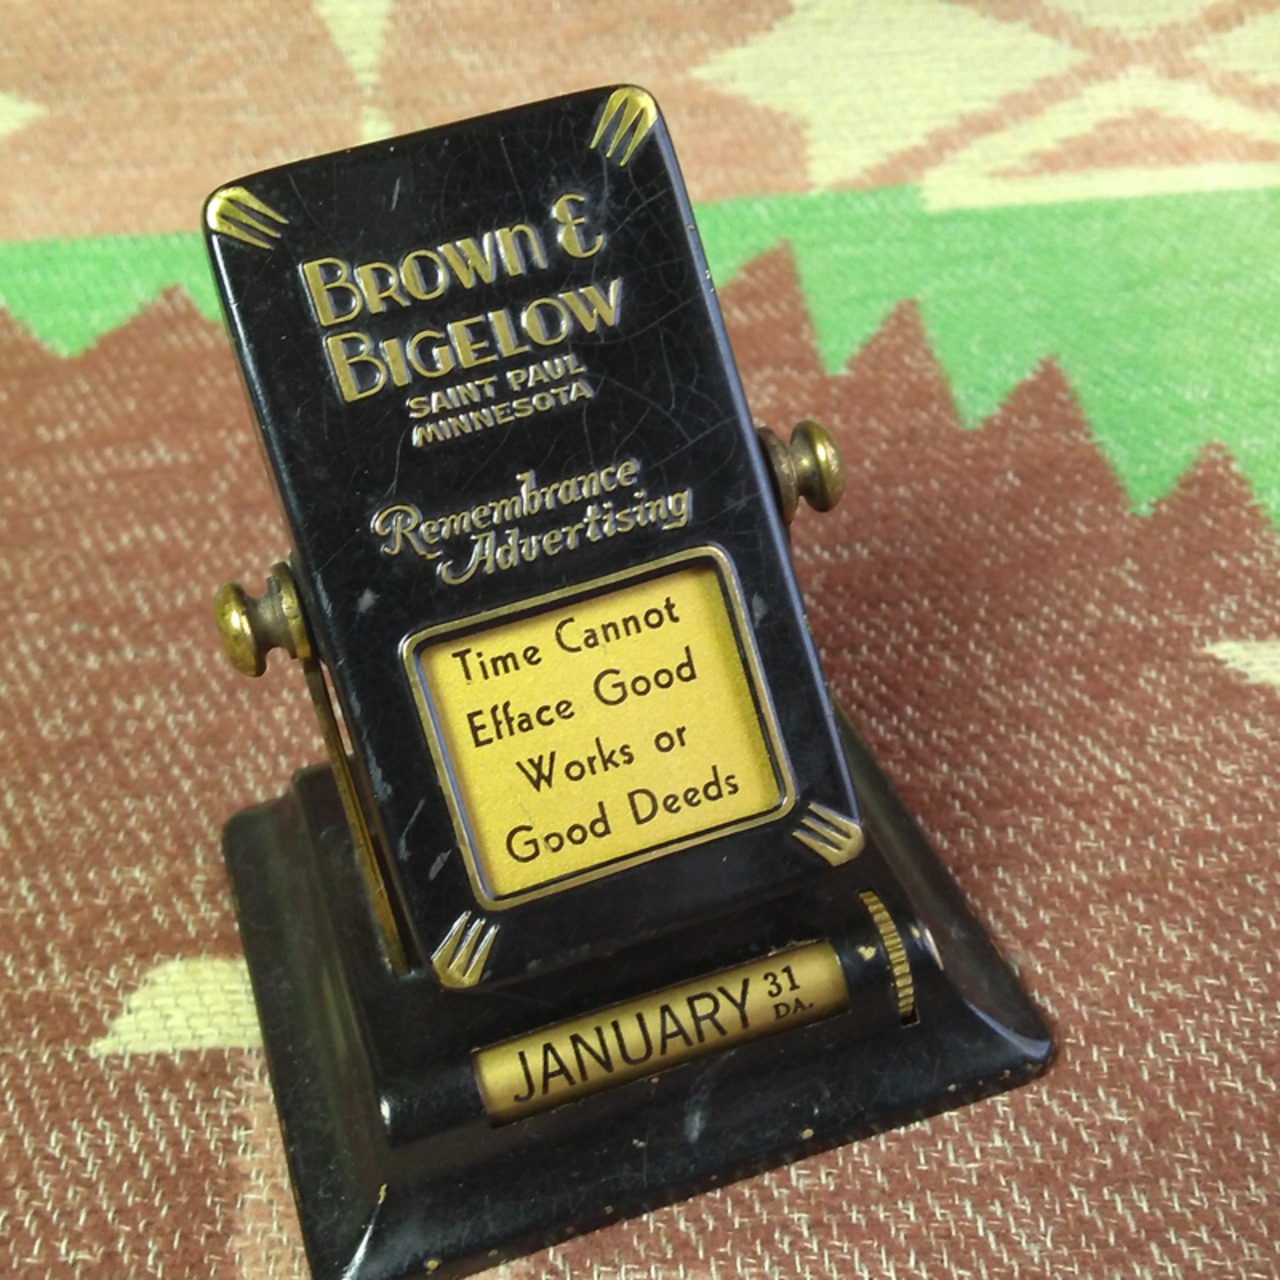 Brown &
Bigelow
SAINT PAUL
MINNESOTA
Remembrance
Advertising
Time Cannot
Efface Good
Works or
Good Deeds
JANUARY 31
DA.